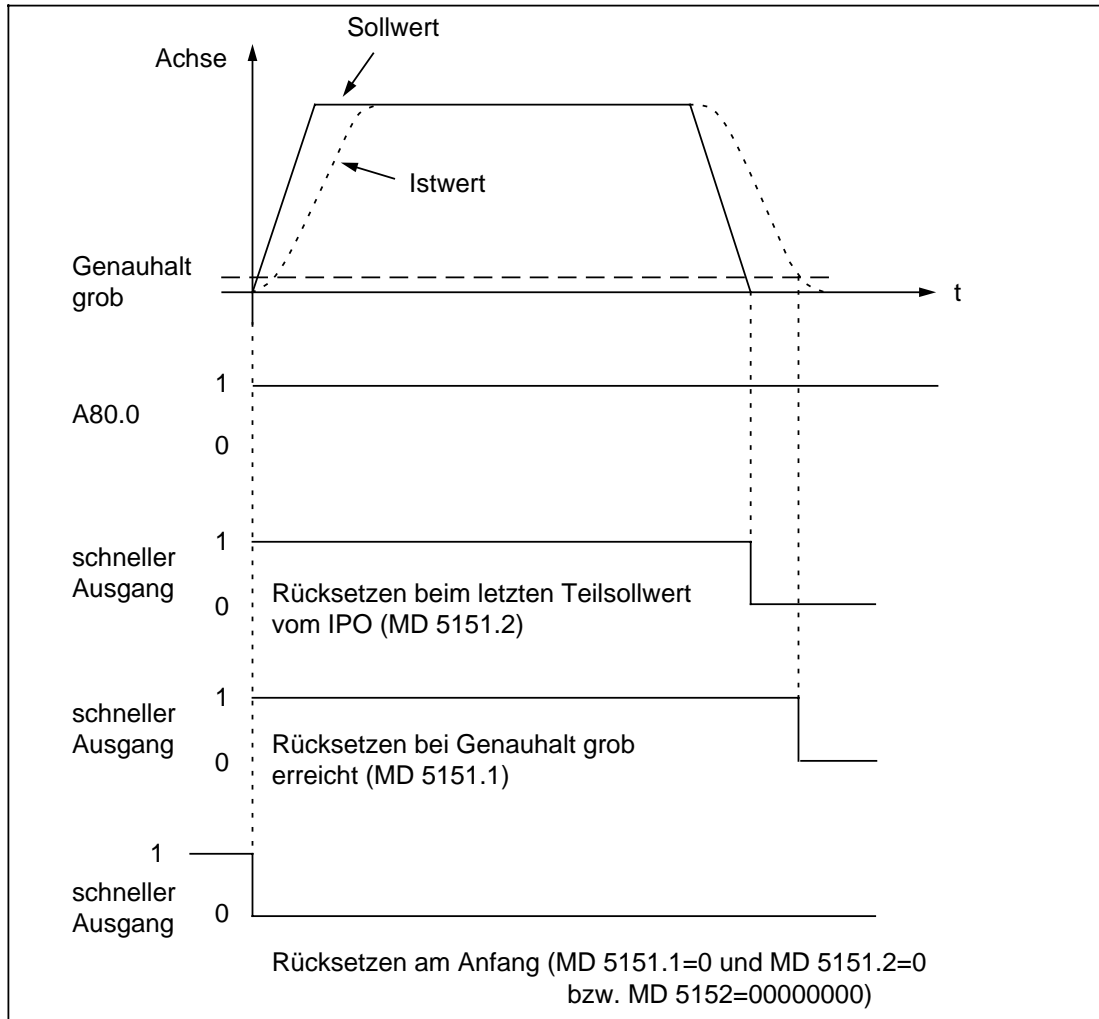 Sollwert
Achse
Istwert
Genauhalt
grob
t
1
A80.0
0
1
schneller
Ausgang
0
Rücksetzen beim letzten Teilsollwert
vom IPO (MD 5151.2)
1
schneller
Ausgang
0
Rücksetzen bei Genauhalt grob
erreicht (MD 5151.1)
1
schneller
Ausgang
0
Rücksetzen am Anfang (MD 5151.1=0 und MD 5151.2=0
bzw. MD 5152=00000000)